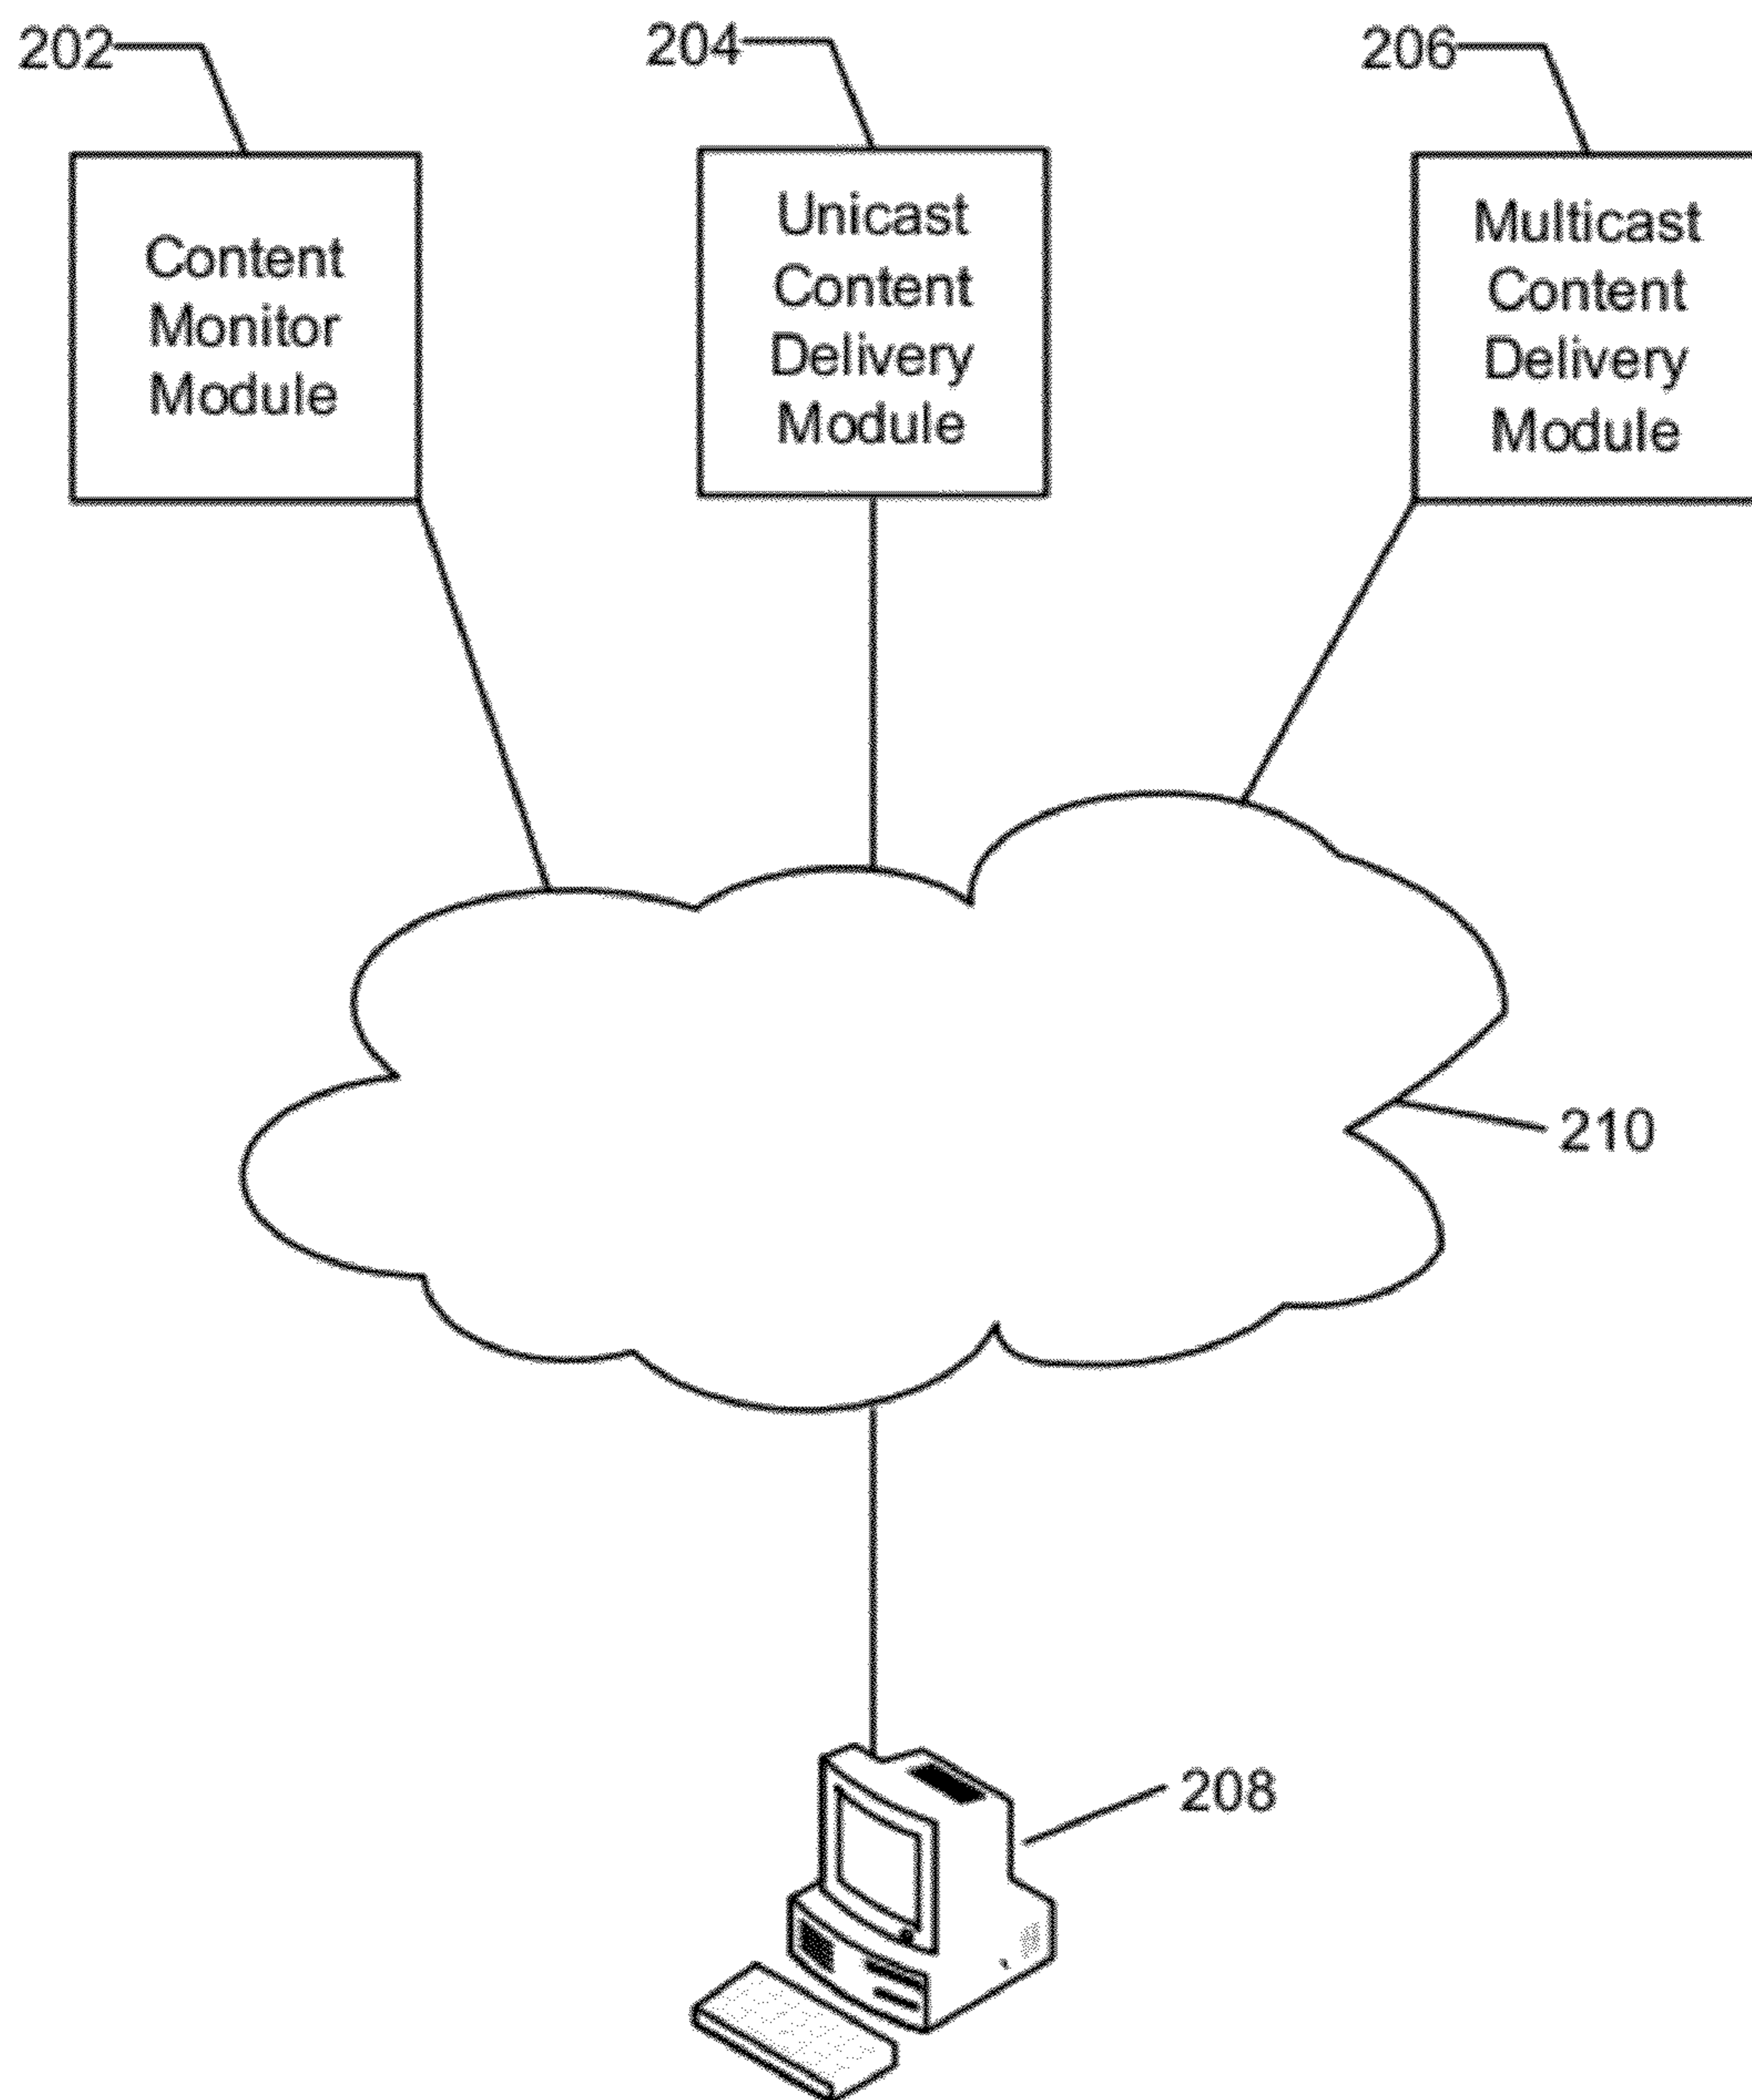 202
204
206
Content
Monitor
Module
Unicast
Content
Delivery
Module
Multicast
Content
Delivery
Module
210
208